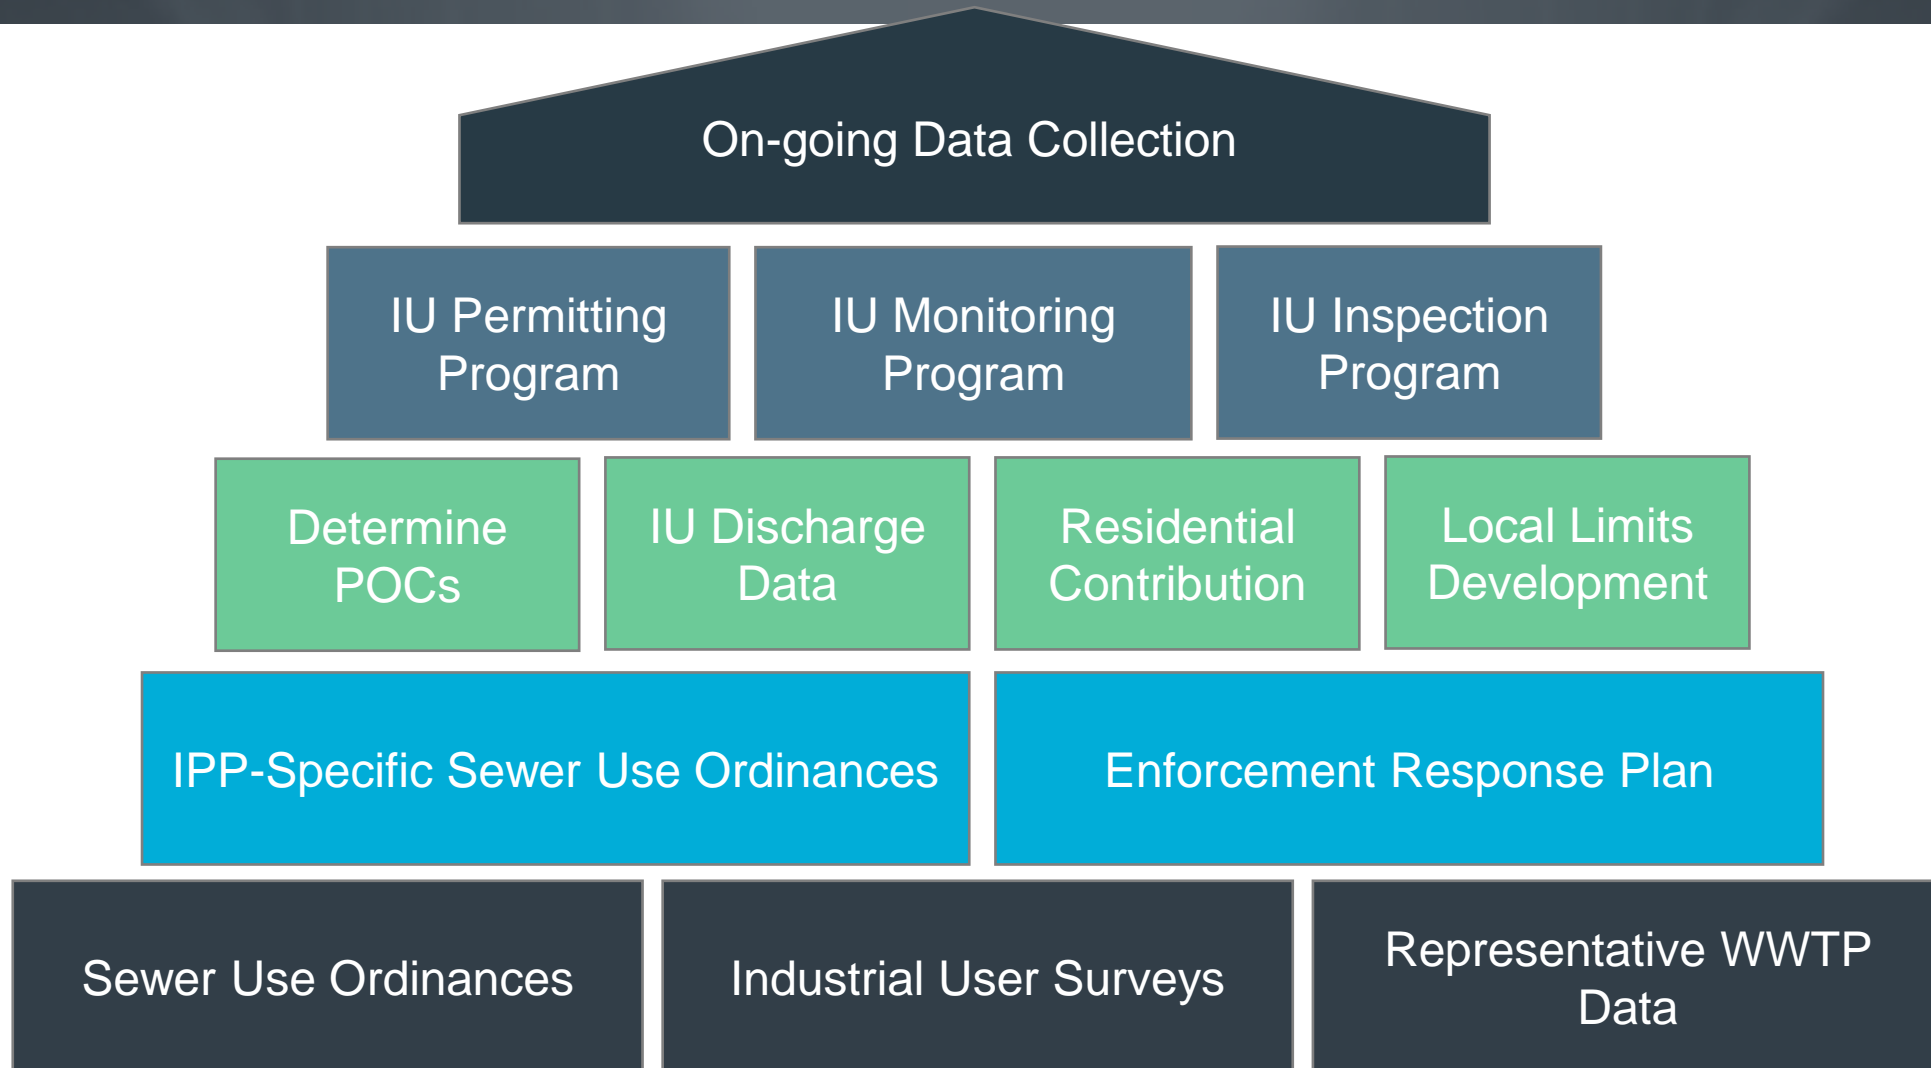 On-going Data Collection
IU Permitting
Program
IU Monitoring
Program
IU Inspection
Program
Determine
POCs
IU Discharge
Data
Residential
Contribution
Local Limits
Development
IPP-Specific Sewer Use Ordinances
Enforcement Response Plan
Sewer Use Ordinances
Industrial User Surveys
Representative WWTP
Data